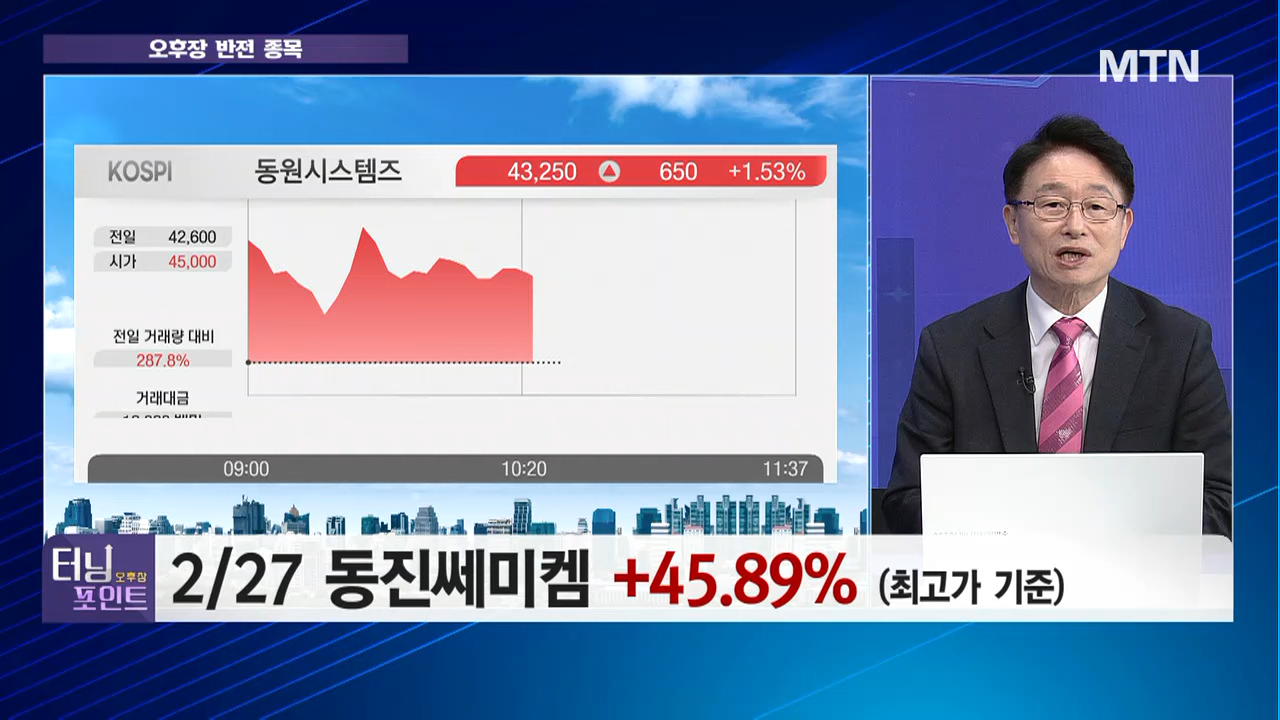 오후장 반전 종목
MTN
KOSPI 동원시스템즈 43,250 650 +1.53%
전일 42,600
시가 45,000
전일 거래량 대비
287.8%
거래대금
09:00 10:20 11:37
터닝 오후장
포인트
2/27 동진쎄미켐 +45.89% (최고가 기준)